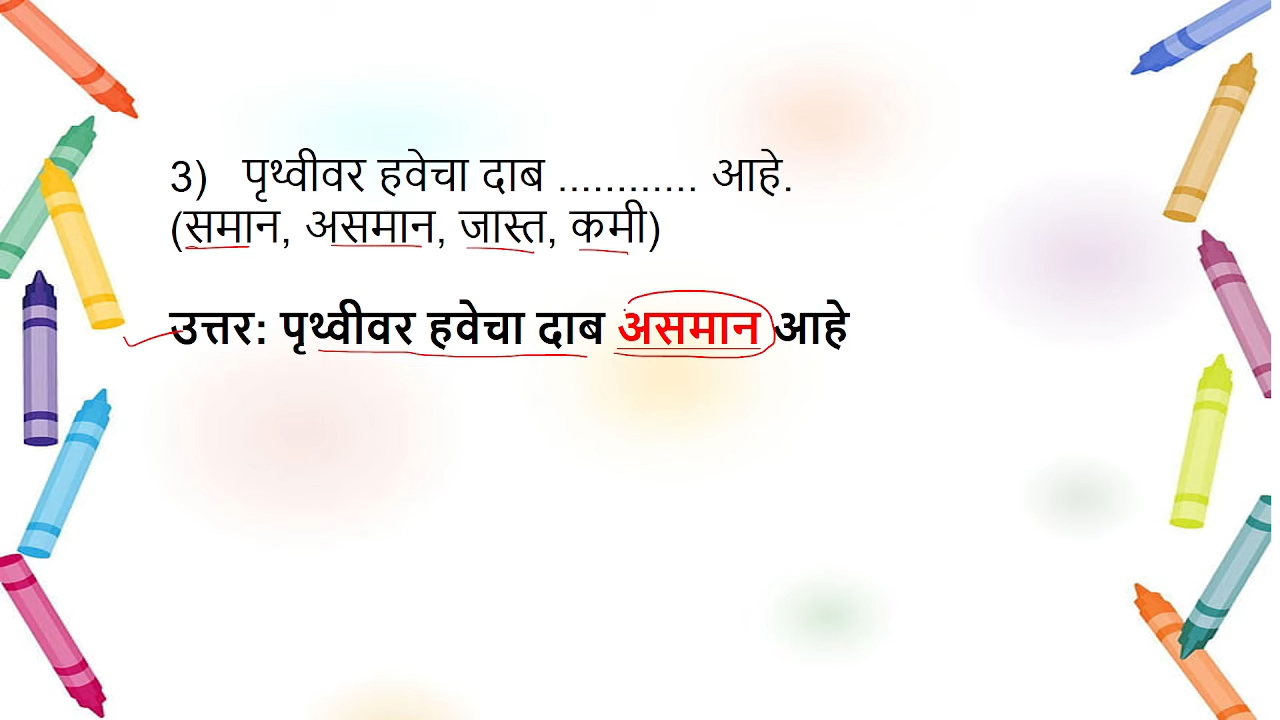 3) पृथ्वीवर हवेचा दाब ............ आहे.
(समान, असमान, जास्त, कमी)
उत्तर: पृथ्वीवर हवेचा दाब असमान आहे